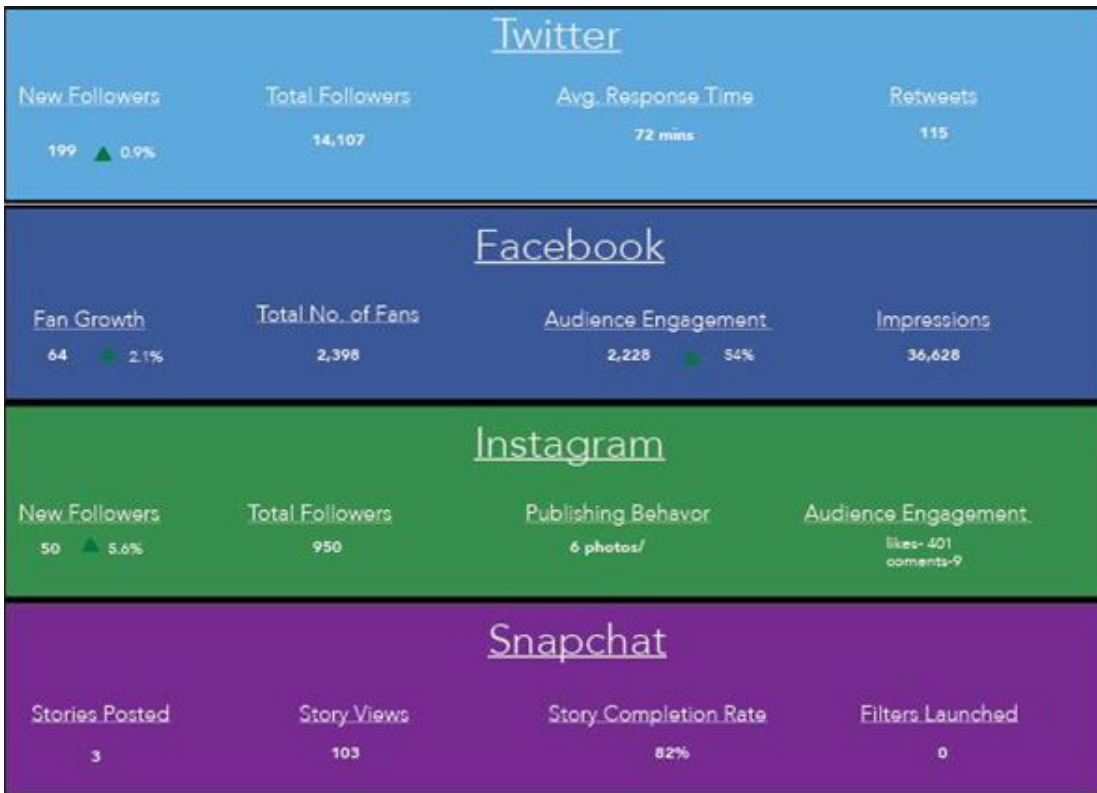 Twitter
New Followers Total Followers Avg. Response Time Retweets
199 0.9% 14,107 72 mins 115
Facebook
Fan Growth Total No. of Fans Audience Engagement Impressions
64 2.1% 2,398 2,228 54% 36,628
Instagram
New Followers Total Followers Publishing Behavor Audience Engagement
50 5.6% 950 6 photos/ likes- 401
coments-9
Snapchat
Stories Posted Story Views Story Completion Rate Filters Launched
3 103 82% 0